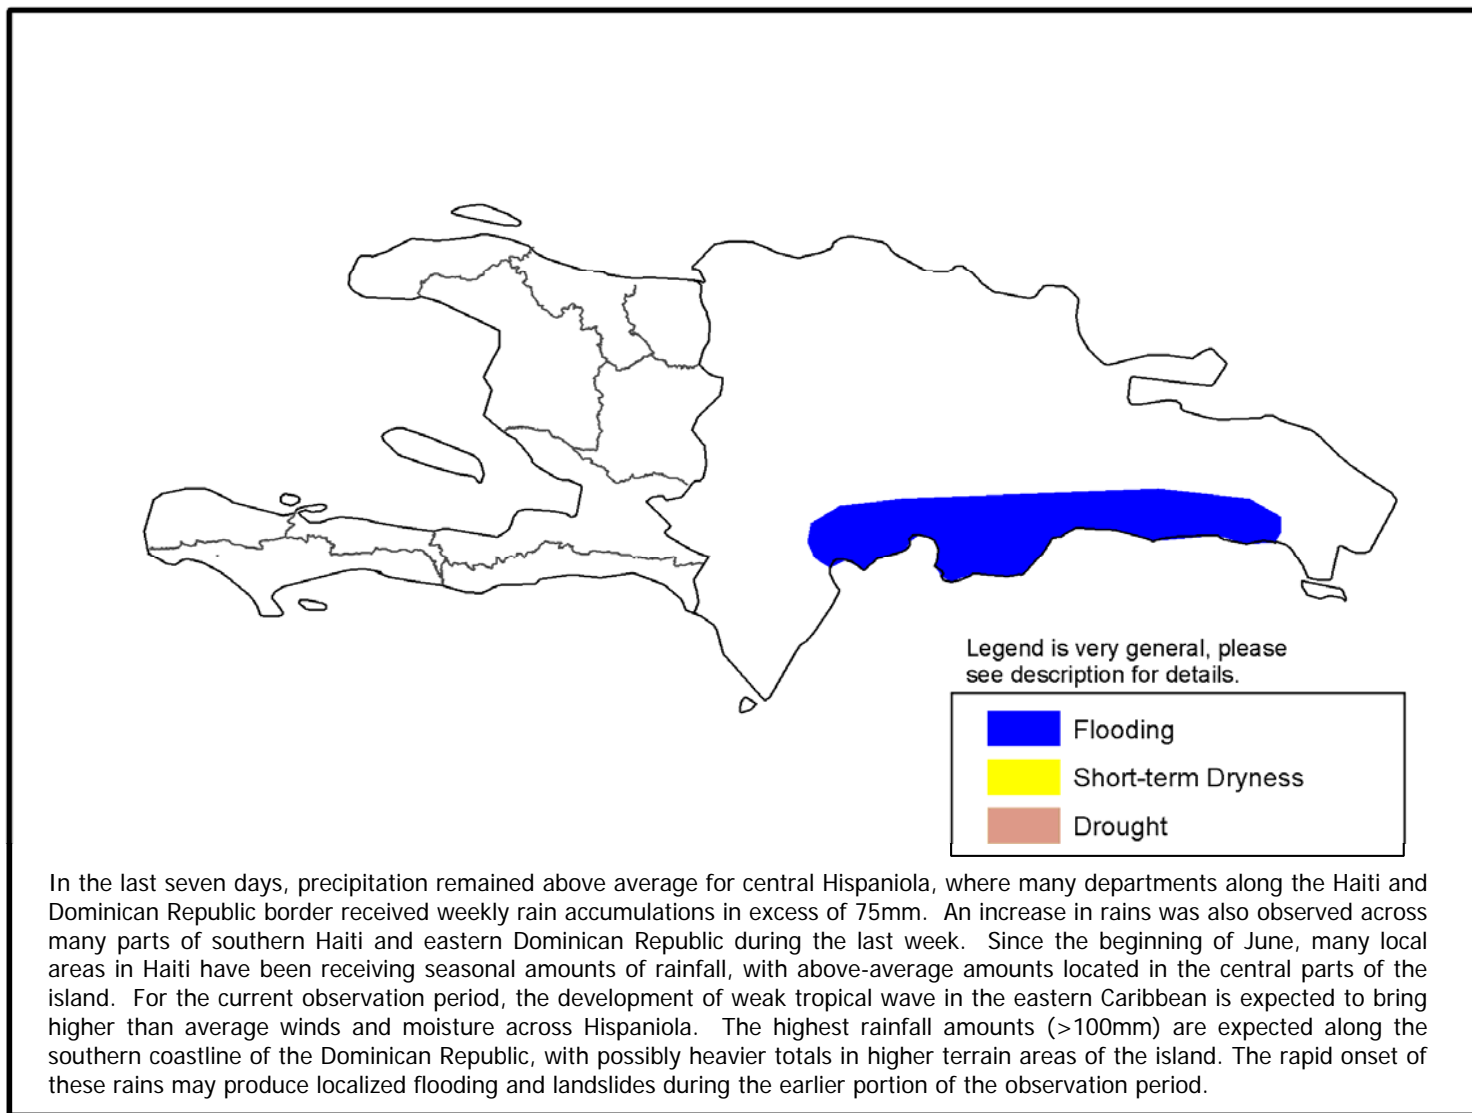 Legend is very general, please
see description for details.
Flooding
Short-term Dryness
Drought
In the last seven days, precipitation remained above average for central Hispaniola, where many departments along the Haiti and
Dominican Republic border received weekly rain accumulations in excess of 75mm.  An increase in rains was also observed across
many parts of southern Haiti and eastern Dominican Republic during the last week.  Since the beginning of June, many local
areas in Haiti have been receiving seasonal amounts of rainfall, with above-average amounts located in the central parts of the
island.  For the current observation period, the development of weak tropical wave in the eastern Caribbean is expected to bring
higher than average winds and moisture across Hispaniola.  The highest rainfall amounts (>100mm) are expected along the
southern coastline of the Dominican Republic, with possibly heavier totals in higher terrain areas of the island. The rapid onset of
these rains may produce localized flooding and landslides during the earlier portion of the observation period.